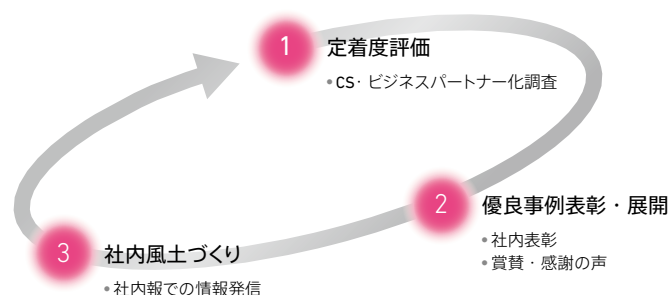 1 定着度評価
•CS・ビジネスパートナー化調査
2 優良事例表彰・展開
•社内表彰
•賞賛・感謝の声
3 社内風土づくり
•社内報での情報発信